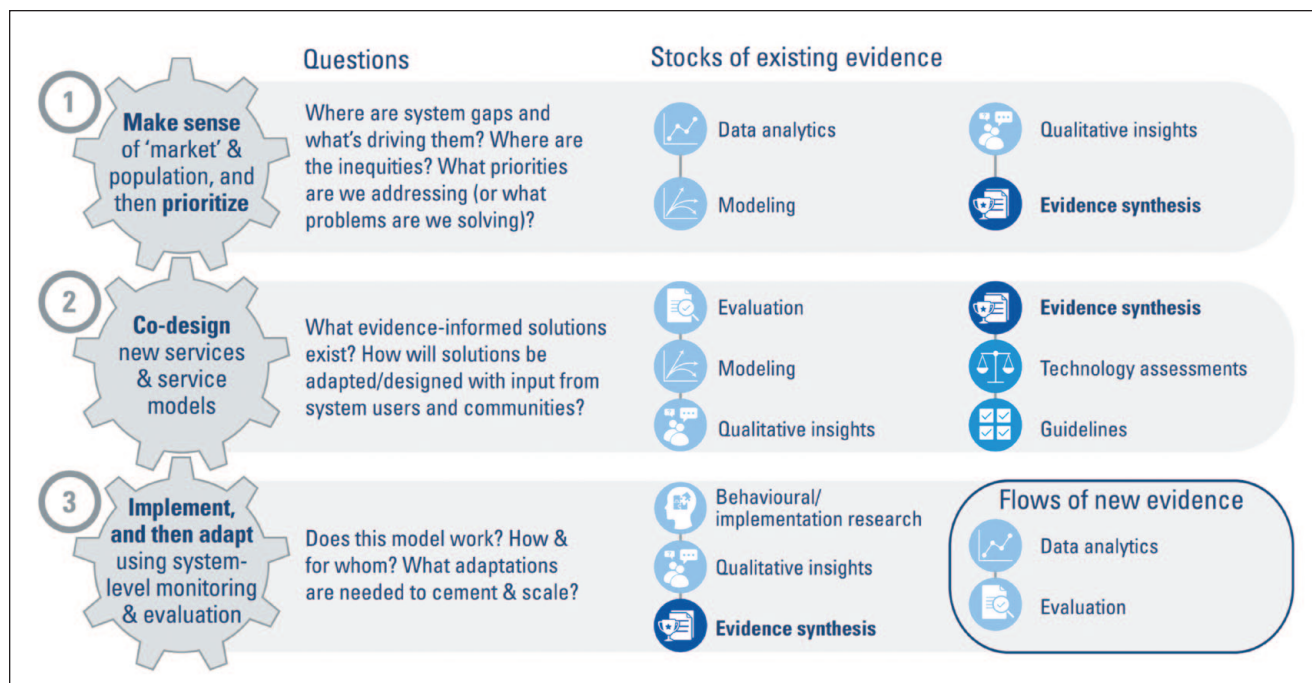 Questions
Stocks of existing evidence
1
Make sense
of ‘market’ &
population, and
then prioritize
Where are system gaps and
what’s driving them? Where are
the inequities? What priorities
are we addressing (or what
problems are we solving)?
Data analytics
Modeling
Qualitative insights
Evidence synthesis
2
Co-design
new services
& service
models
What evidence-informed solutions
exist? How will solutions be
adapted/designed with input from
system users and communities?
Evaluation
Modeling
Qualitative insights
Evidence synthesis
Technology assessments
Guidelines
3
Implement,
and then adapt
using system-
level monitoring
& evaluation
Does this model work? How &
for whom? What adaptations
are needed to cement & scale?
Behavioural/
implementation research
Qualitative insights
Evidence synthesis
Flows of new evidence
Data analytics
Evaluation